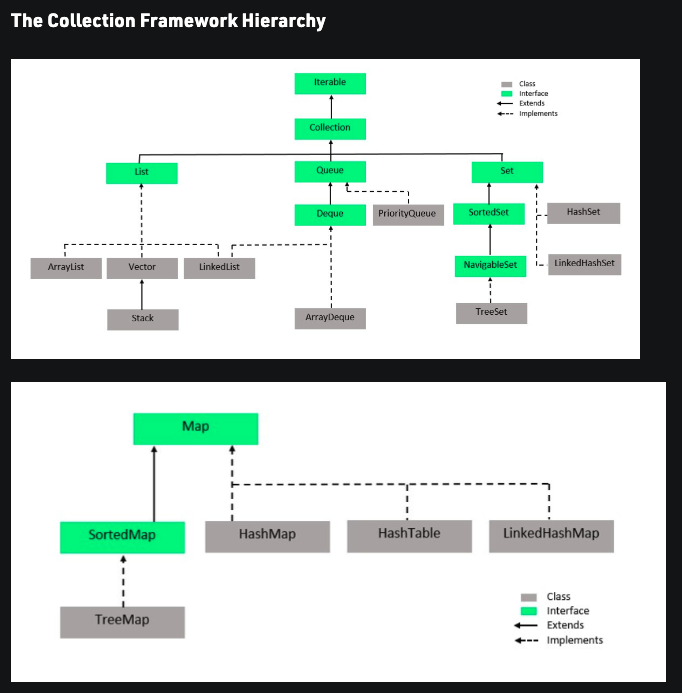 The Collection Framework Hierarchy
Iterable
Class
Interface
Extends
Implements
Collection
List
Queue
Set
Deque
PriorityQueue
SortedSet
HashSet
ArrayList
Vector
LinkedList
NavigableSet
LinkedHashSet
Stack
ArrayDeque
TreeSet
Map
SortedMap
HashMap
HashTable
LinkedHashMap
TreeMap
Class
Interface
Extends
Implements